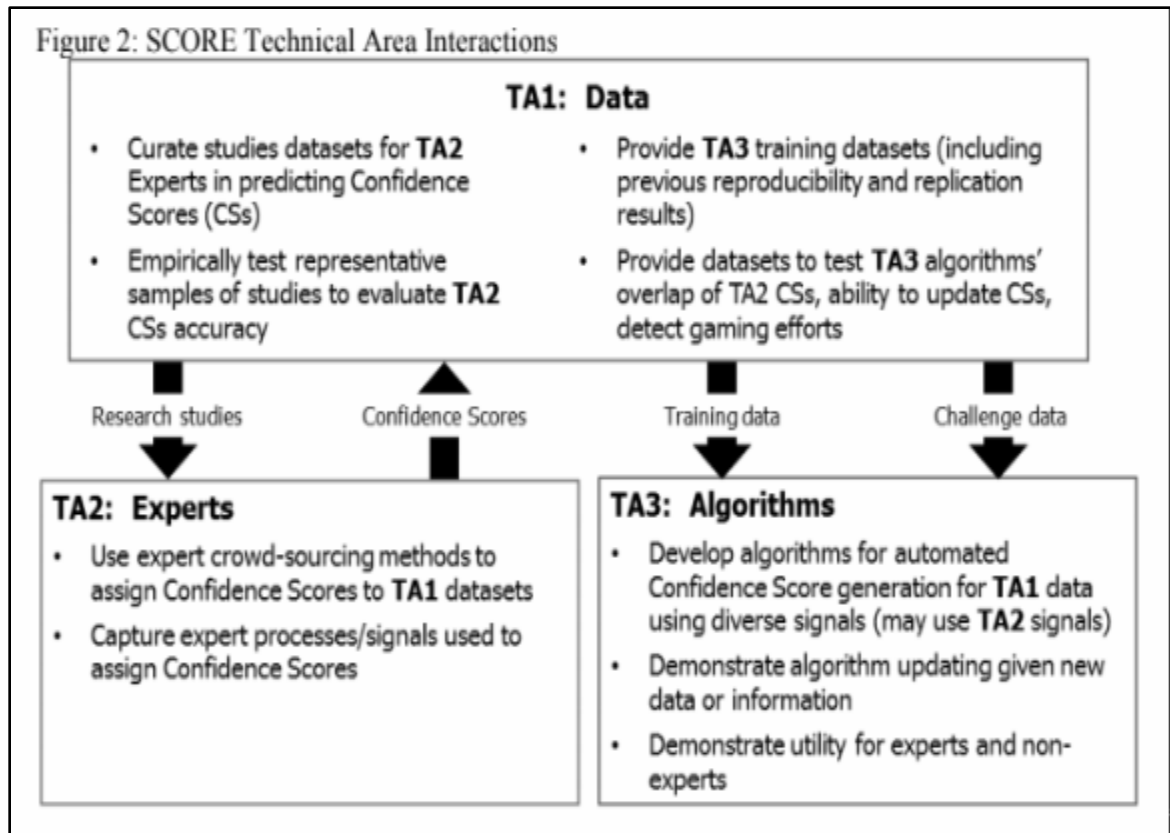 Figure 2: SCORE Technical Area Interactions
TA1: Data
• Curate studies datasets for TA2
Experts in predicting Confidence
Scores (CSs)
• Empirically test representative
samples of studies to evaluate TA2
CSs accuracy
• Provide TA3 training datasets (including
previous reproducibility and replication
results)
• Provide datasets to test TA3 algorithms'
overlap of TA2 CSs, ability to update CSs,
detect gaming efforts
Research studies
Confidence Scores
Training data
Challenge data
TA2: Experts
• Use expert crowd-sourcing methods to
assign Confidence Scores to TA1 datasets
• Capture expert processes/signals used to
assign Confidence Scores
TA3: Algorithms
• Develop algorithms for automated
Confidence Score generation for TA1 data
using diverse signals (may use TA2 signals)
• Demonstrate algorithm updating given new
data or information
• Demonstrate utility for experts and non-
experts